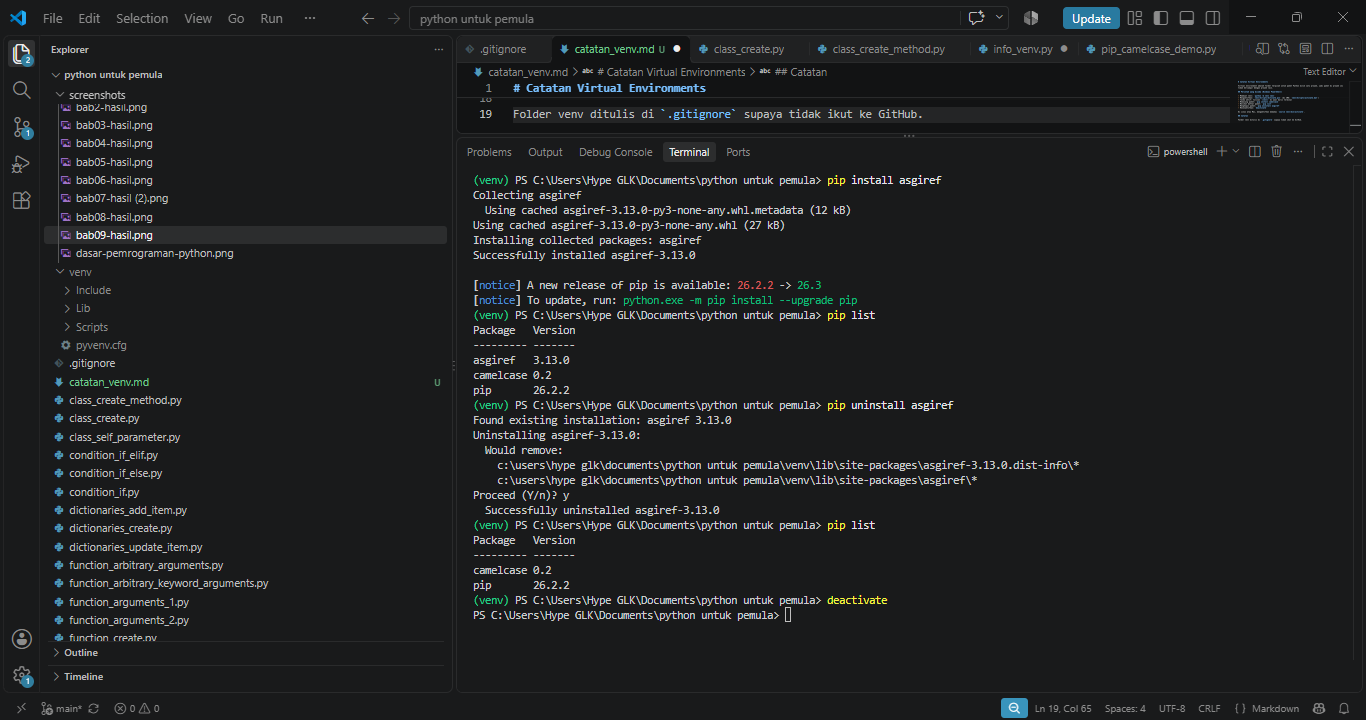 File Edit Selection View Go Run ··· python untuk pemula Update
Explorer ···
python untuk pemula
screenshots
bab2-hasil.png
bab03-hasil.png
bab04-hasil.png
bab05-hasil.png
bab06-hasil.png
bab07-hasil (2).png
bab08-hasil.png
bab09-hasil.png
dasar-pemrograman-python.png
venv
Include
Lib
Scripts
pyvenv.cfg
.gitignore
catatan_venv.md U
class_create_method.py
class_create.py
class_self_parameter.py
condition_if_elif.py
condition_if_else.py
condition_if.py
dictionaries_add_item.py
dictionaries_create.py
dictionaries_update_item.py
function_arbitrary_arguments.py
function_arbitrary_keyword_arguments.py
function_arguments_1.py
function_arguments_2.py
function_create.py
Outline
Timeline
2
1
1
.gitignore catatan_venv.md U class_create.py class_create_method.py info_venv.py pip_camelcase_demo.py ···
catatan_venv.md > # Catatan Virtual Environments > ## Catatan Text Editor
1 # Catatan Virtual Environments
18
19 Folder venv ditulis di `.gitignore` supaya tidak ikut ke GitHub.
Problems Output Debug Console Terminal Ports powershell
(venv) PS C:\Users\Hype GLK\Documents\python untuk pemula> pip install asgiref
Collecting asgiref
Using cached asgiref-3.13.0-py3-none-any.whl.metadata (12 kB)
Using cached asgiref-3.13.0-py3-none-any.whl (27 kB)
Installing collected packages: asgiref
Successfully installed asgiref-3.13.0
[notice] A new release of pip is available: 26.2.2 -> 26.3
[notice] To update, run: python.exe -m pip install --upgrade pip
(venv) PS C:\Users\Hype GLK\Documents\python untuk pemula> pip list
Package Version
--------- -------
asgiref 3.13.0
camelcase 0.2
pip 26.2.2
(venv) PS C:\Users\Hype GLK\Documents\python untuk pemula> pip uninstall asgiref
Found existing installation: asgiref 3.13.0
Uninstalling asgiref-3.13.0:
Would remove:
c:\users\hype glk\documents\python untuk pemula\venv\lib\site-packages\asgiref-3.13.0.dist-info\*
c:\users\hype glk\documents\python untuk pemula\venv\lib\site-packages\asgiref\*
Proceed (Y/n)? y
Successfully uninstalled asgiref-3.13.0
(venv) PS C:\Users\Hype GLK\Documents\python untuk pemula> pip list
Package Version
--------- -------
camelcase 0.2
pip 26.2.2
(venv) PS C:\Users\Hype GLK\Documents\python untuk pemula> deactivate
PS C:\Users\Hype GLK\Documents\python untuk pemula>
main* 0 0 Ln 19, Col 65 Spaces: 4 UTF-8 CRLF {} Markdown